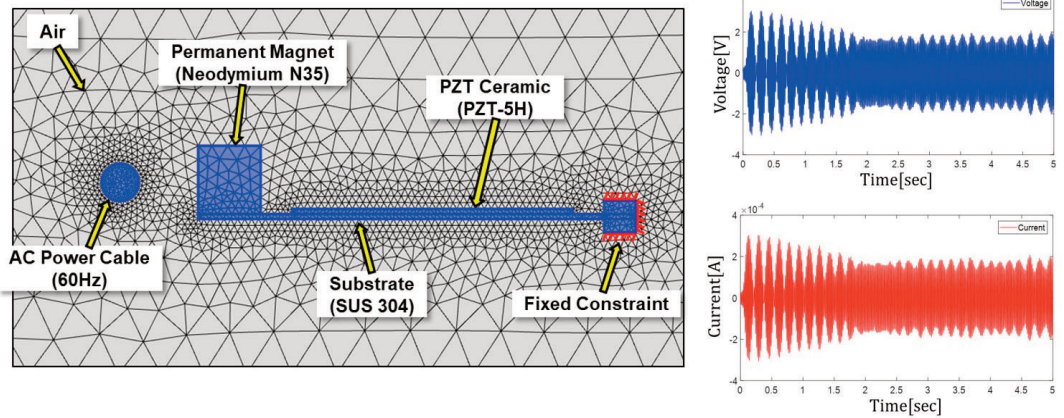 Air
Permanent Magnet
(Neodymium N35)
PZT Ceramic
(PZT-5H)
AC Power Cable
(60Hz)
Substrate
(SUS 304)
Fixed Constraint
Voltage
Voltage[V]
2
0
-2
-4
0 0.5 1 1.5 2 2.5 3 3.5 4 4.5 5
Time[sec]
×10⁻⁴
Current
Current[A]
4
2
0
-2
-4
0 0.5 1 1.5 2 2.5 3 3.5 4 4.5 5
Time[sec]